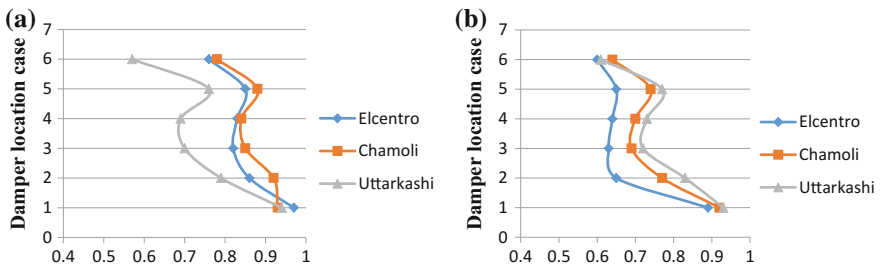 (a)
Damper location case
7
6
5
4
3
2
1
0
0.4 0.5 0.6 0.7 0.8 0.9 1
Elcentro
Chamoli
Uttarkashi
(b)
Damper location case
7
6
5
4
3
2
1
0
0.4 0.5 0.6 0.7 0.8 0.9 1
Elcentro
Chamoli
Uttarkashi